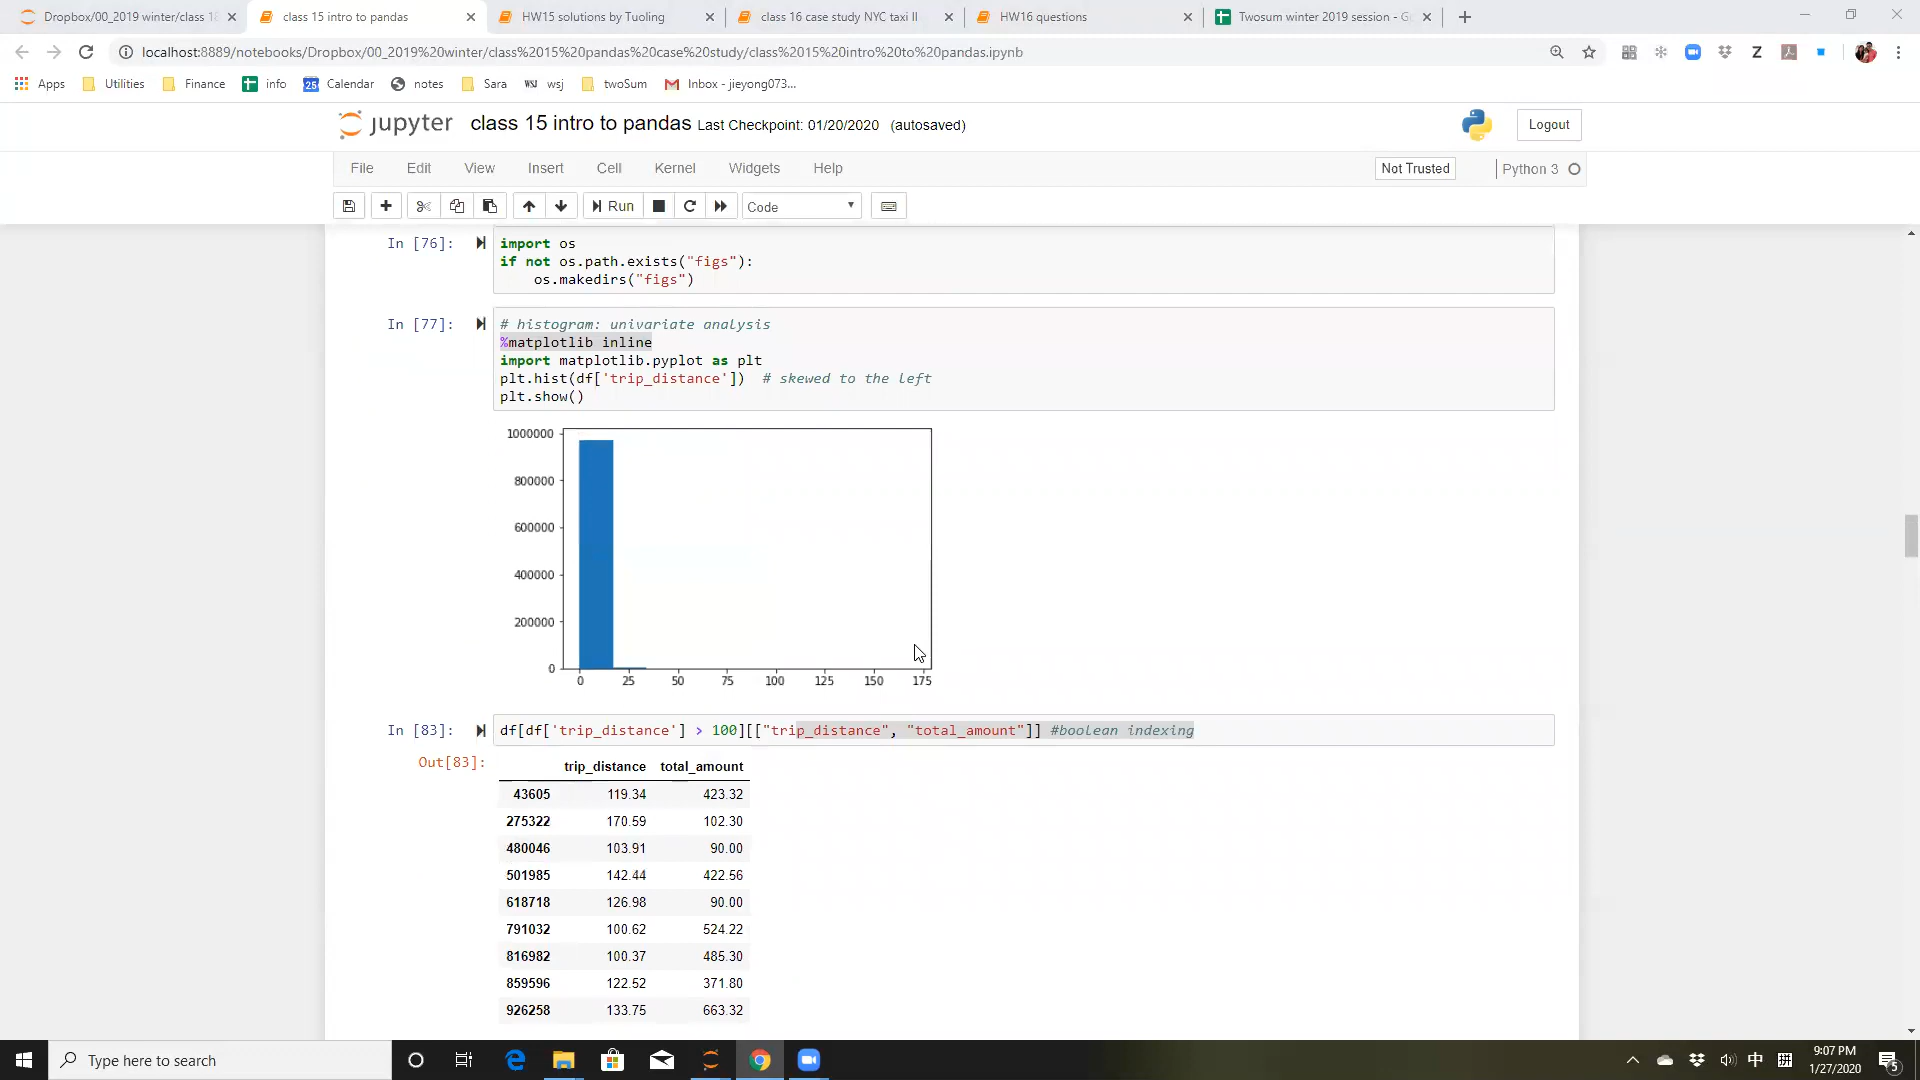 Dropbox/00_2019 winter/class 18
class 15 intro to pandas
HW15 solutions by Tuoling
class 16 case study NYC taxi II
HW16 questions
Twosum winter 2019 session - G
localhost:8889/notebooks/Dropbox/00_2019%20winter/class%2015%20pandas%20case%20study/class%2015%20intro%20to%20pandas.ipynb
Z
Apps
Utilities
Finance
info
25
Calendar
notes
Sara
WSJ wsj
twoSum
Inbox - jieyong073...
jupyter class 15 intro to pandas Last Checkpoint: 01/20/2020 (autosaved)
Logout
File Edit View Insert Cell Kernel Widgets Help
Not Trusted
Python 3
Run
Code
In [76]:
import os
if not os.path.exists("figs"):
    os.makedirs("figs")
In [77]:
# histogram: univariate analysis
%matplotlib inline
import matplotlib.pyplot as plt
plt.hist(df['trip_distance'])  # skewed to the left
plt.show()
1000000
800000
600000
400000
200000
0
0 25 50 75 100 125 150 175
In [83]:
df[df['trip_distance'] > 100][["trip_distance", "total_amount"]] #boolean indexing
Out[83]:
trip_distance total_amount
43605 119.34 423.32
275322 170.59 102.30
480046 103.91 90.00
501985 142.44 422.56
618718 126.98 90.00
791032 100.62 524.22
816982 100.37 485.30
859596 122.52 371.80
926258 133.75 663.32
Type here to search
中
拼
9:07 PM
1/27/2020
5